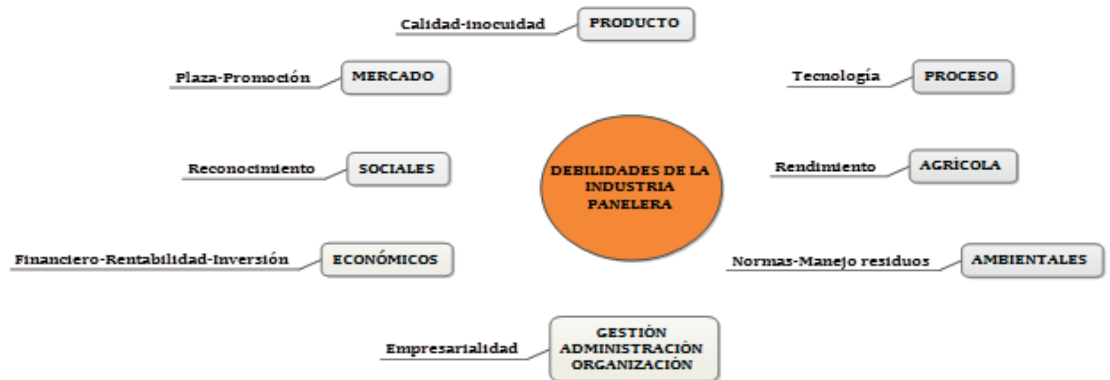 Calidad-inocuidad PRODUCTO
Plaza-Promoción MERCADO
Tecnología PROCESO
Reconocimiento SOCIALES
DEBILIDADES DE LA
INDUSTRIA
PANELERA
Rendimiento AGRÍCOLA
Financiero-Rentabilidad-Inversión ECONÓMICOS
Normas-Manejo residuos AMBIENTALES
Empresarialidad
GESTIÓN
ADMINISTRACIÓN
ORGANIZACIÓN